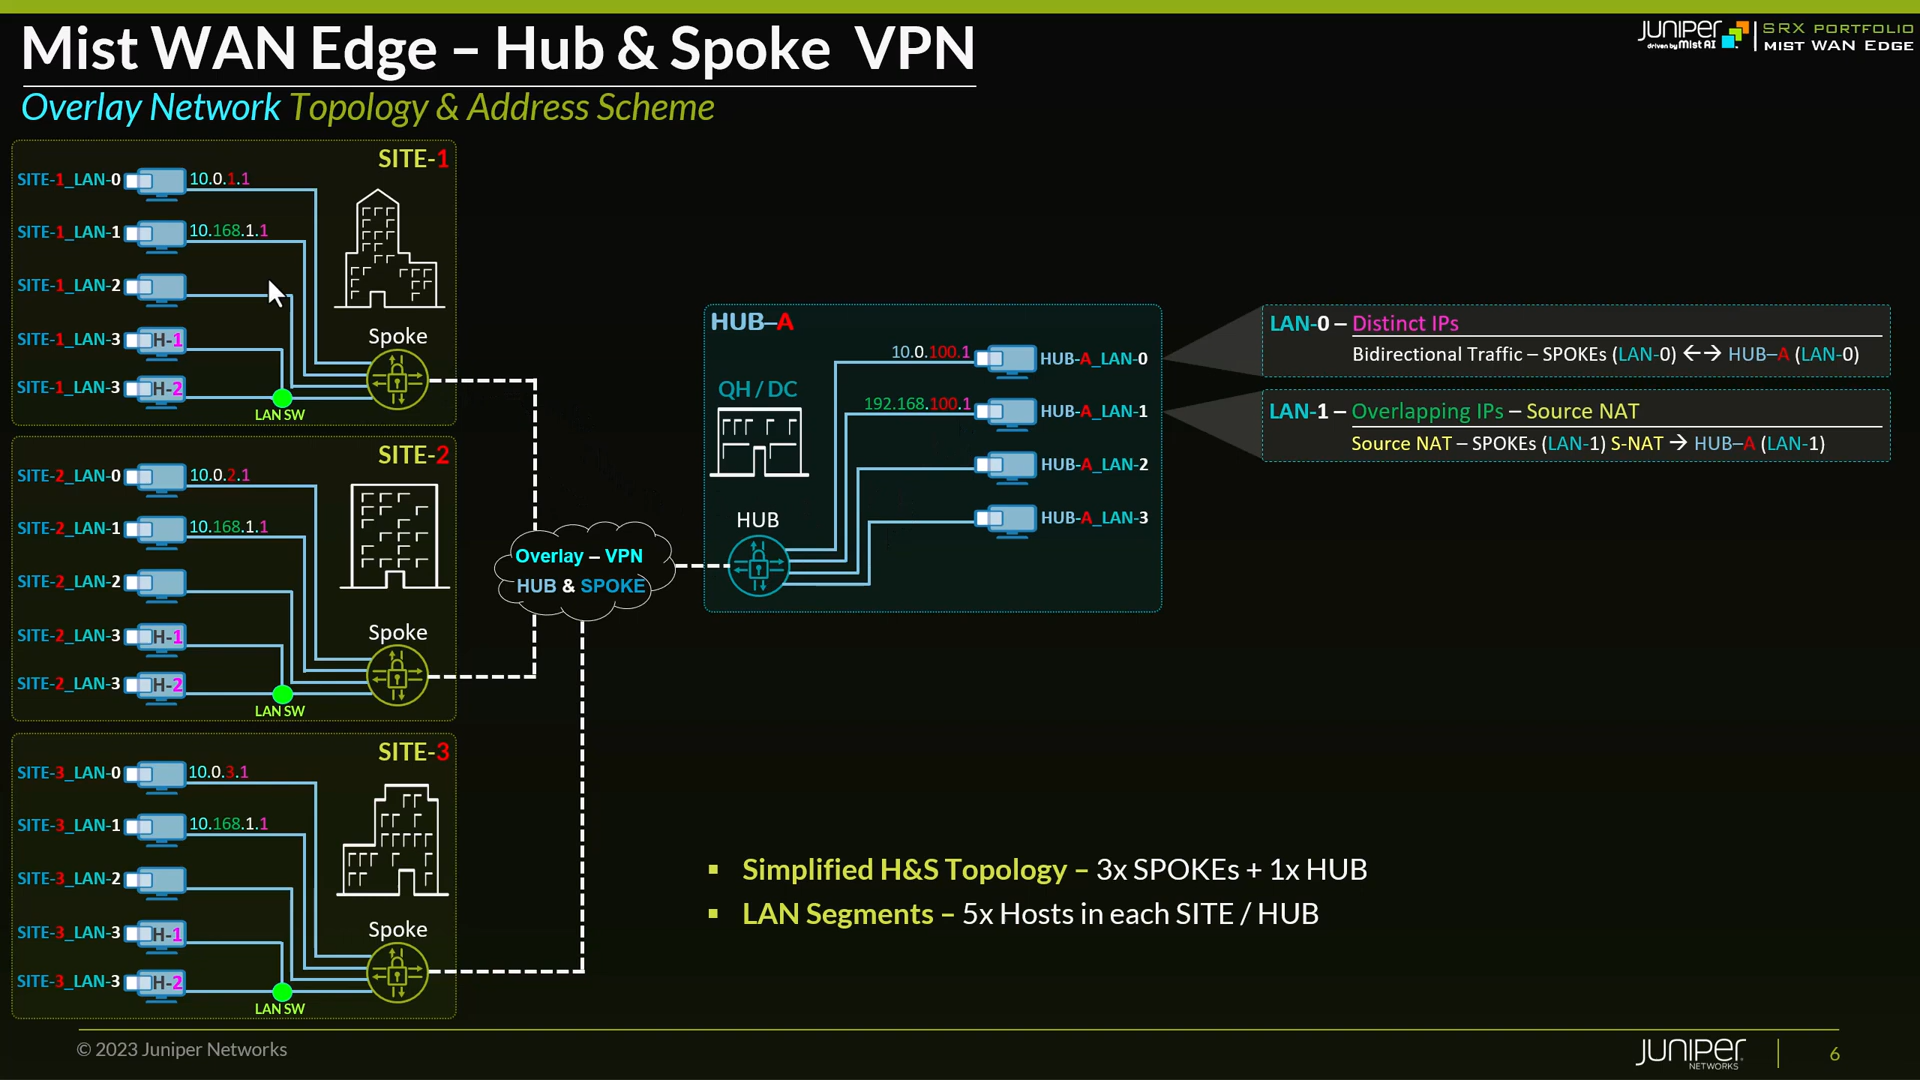 Mist WAN Edge – Hub & Spoke VPN
Overlay Network Topology & Address Scheme
JUNIPer
driven by Mist AI
SRX PORTFOLIO
MIST WAN EDGE
SITE-1
SITE-1_LAN-0
10.0.1.1
SITE-1_LAN-1
10.168.1.1
SITE-1_LAN-2
SITE-1_LAN-3
H-1
Spoke
SITE-1_LAN-3
H-2
LAN SW
SITE-2
SITE-2_LAN-0
10.0.2.1
SITE-2_LAN-1
10.168.1.1
SITE-2_LAN-2
SITE-2_LAN-3
H-1
Spoke
SITE-2_LAN-3
H-2
LAN SW
SITE-3
SITE-3_LAN-0
10.0.3.1
SITE-3_LAN-1
10.168.1.1
SITE-3_LAN-2
SITE-3_LAN-3
H-1
Spoke
SITE-3_LAN-3
H-2
LAN SW
Overlay – VPN
HUB & SPOKE
HUB–A
10.0.100.1
HUB-A_LAN-0
QH / DC
192.168.100.1
HUB-A_LAN-1
HUB-A_LAN-2
HUB
HUB-A_LAN-3
LAN-0 – Distinct IPs
Bidirectional Traffic – SPOKEs (LAN-0) ←→ HUB–A (LAN-0)
LAN-1 – Overlapping IPs – Source NAT
Source NAT – SPOKEs (LAN-1) S-NAT → HUB–A (LAN-1)
▪ Simplified H&S Topology – 3x SPOKEs + 1x HUB
▪ LAN Segments – 5x Hosts in each SITE / HUB
© 2023 Juniper Networks
JUNIPer
NETWORKS
6